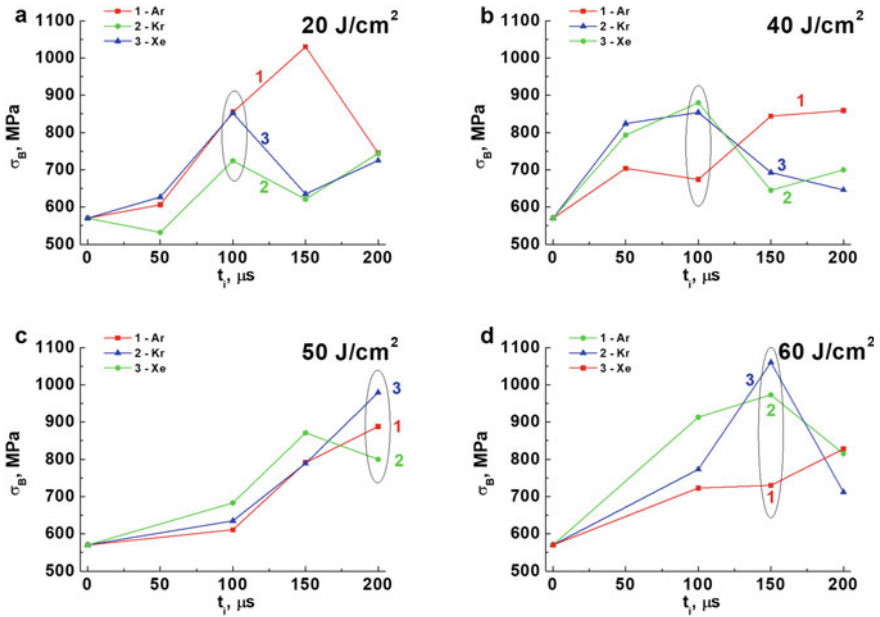 a
1 - Ar
2 - Kr
3 - Xe
20 J/cm²
1100
1000
900
800
700
600
500
σB, MPa
1
3
2
0 50 100 150 200
ti, μs
b
1 - Ar
2 - Kr
3 - Xe
40 J/cm²
1100
1000
900
800
700
600
500
σB, MPa
1
3
2
0 50 100 150 200
ti, μs
c
1 - Ar
2 - Kr
3 - Xe
50 J/cm²
1100
1000
900
800
700
600
500
σB, MPa
3
1
2
0 50 100 150 200
ti, μs
d
1 - Ar
2 - Kr
3 - Xe
60 J/cm²
1100
1000
900
800
700
600
500
σB, MPa
3
2
1
0 50 100 150 200
ti, μs